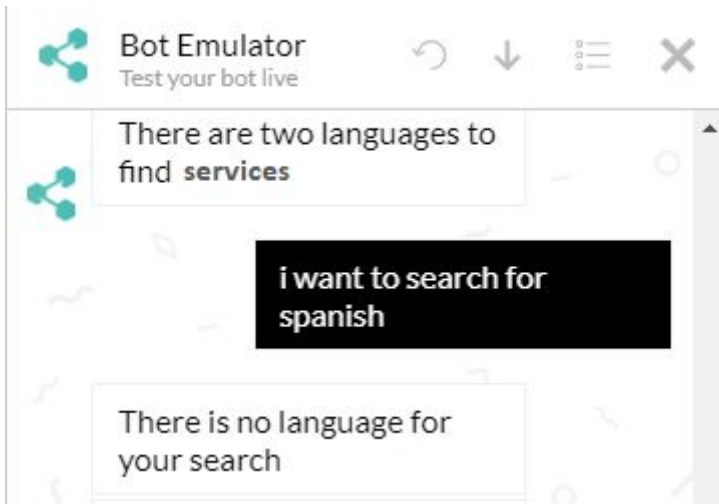 Bot Emulator
Test your bot live
There are two languages to
find services
i want to search for
spanish
There is no language for
your search